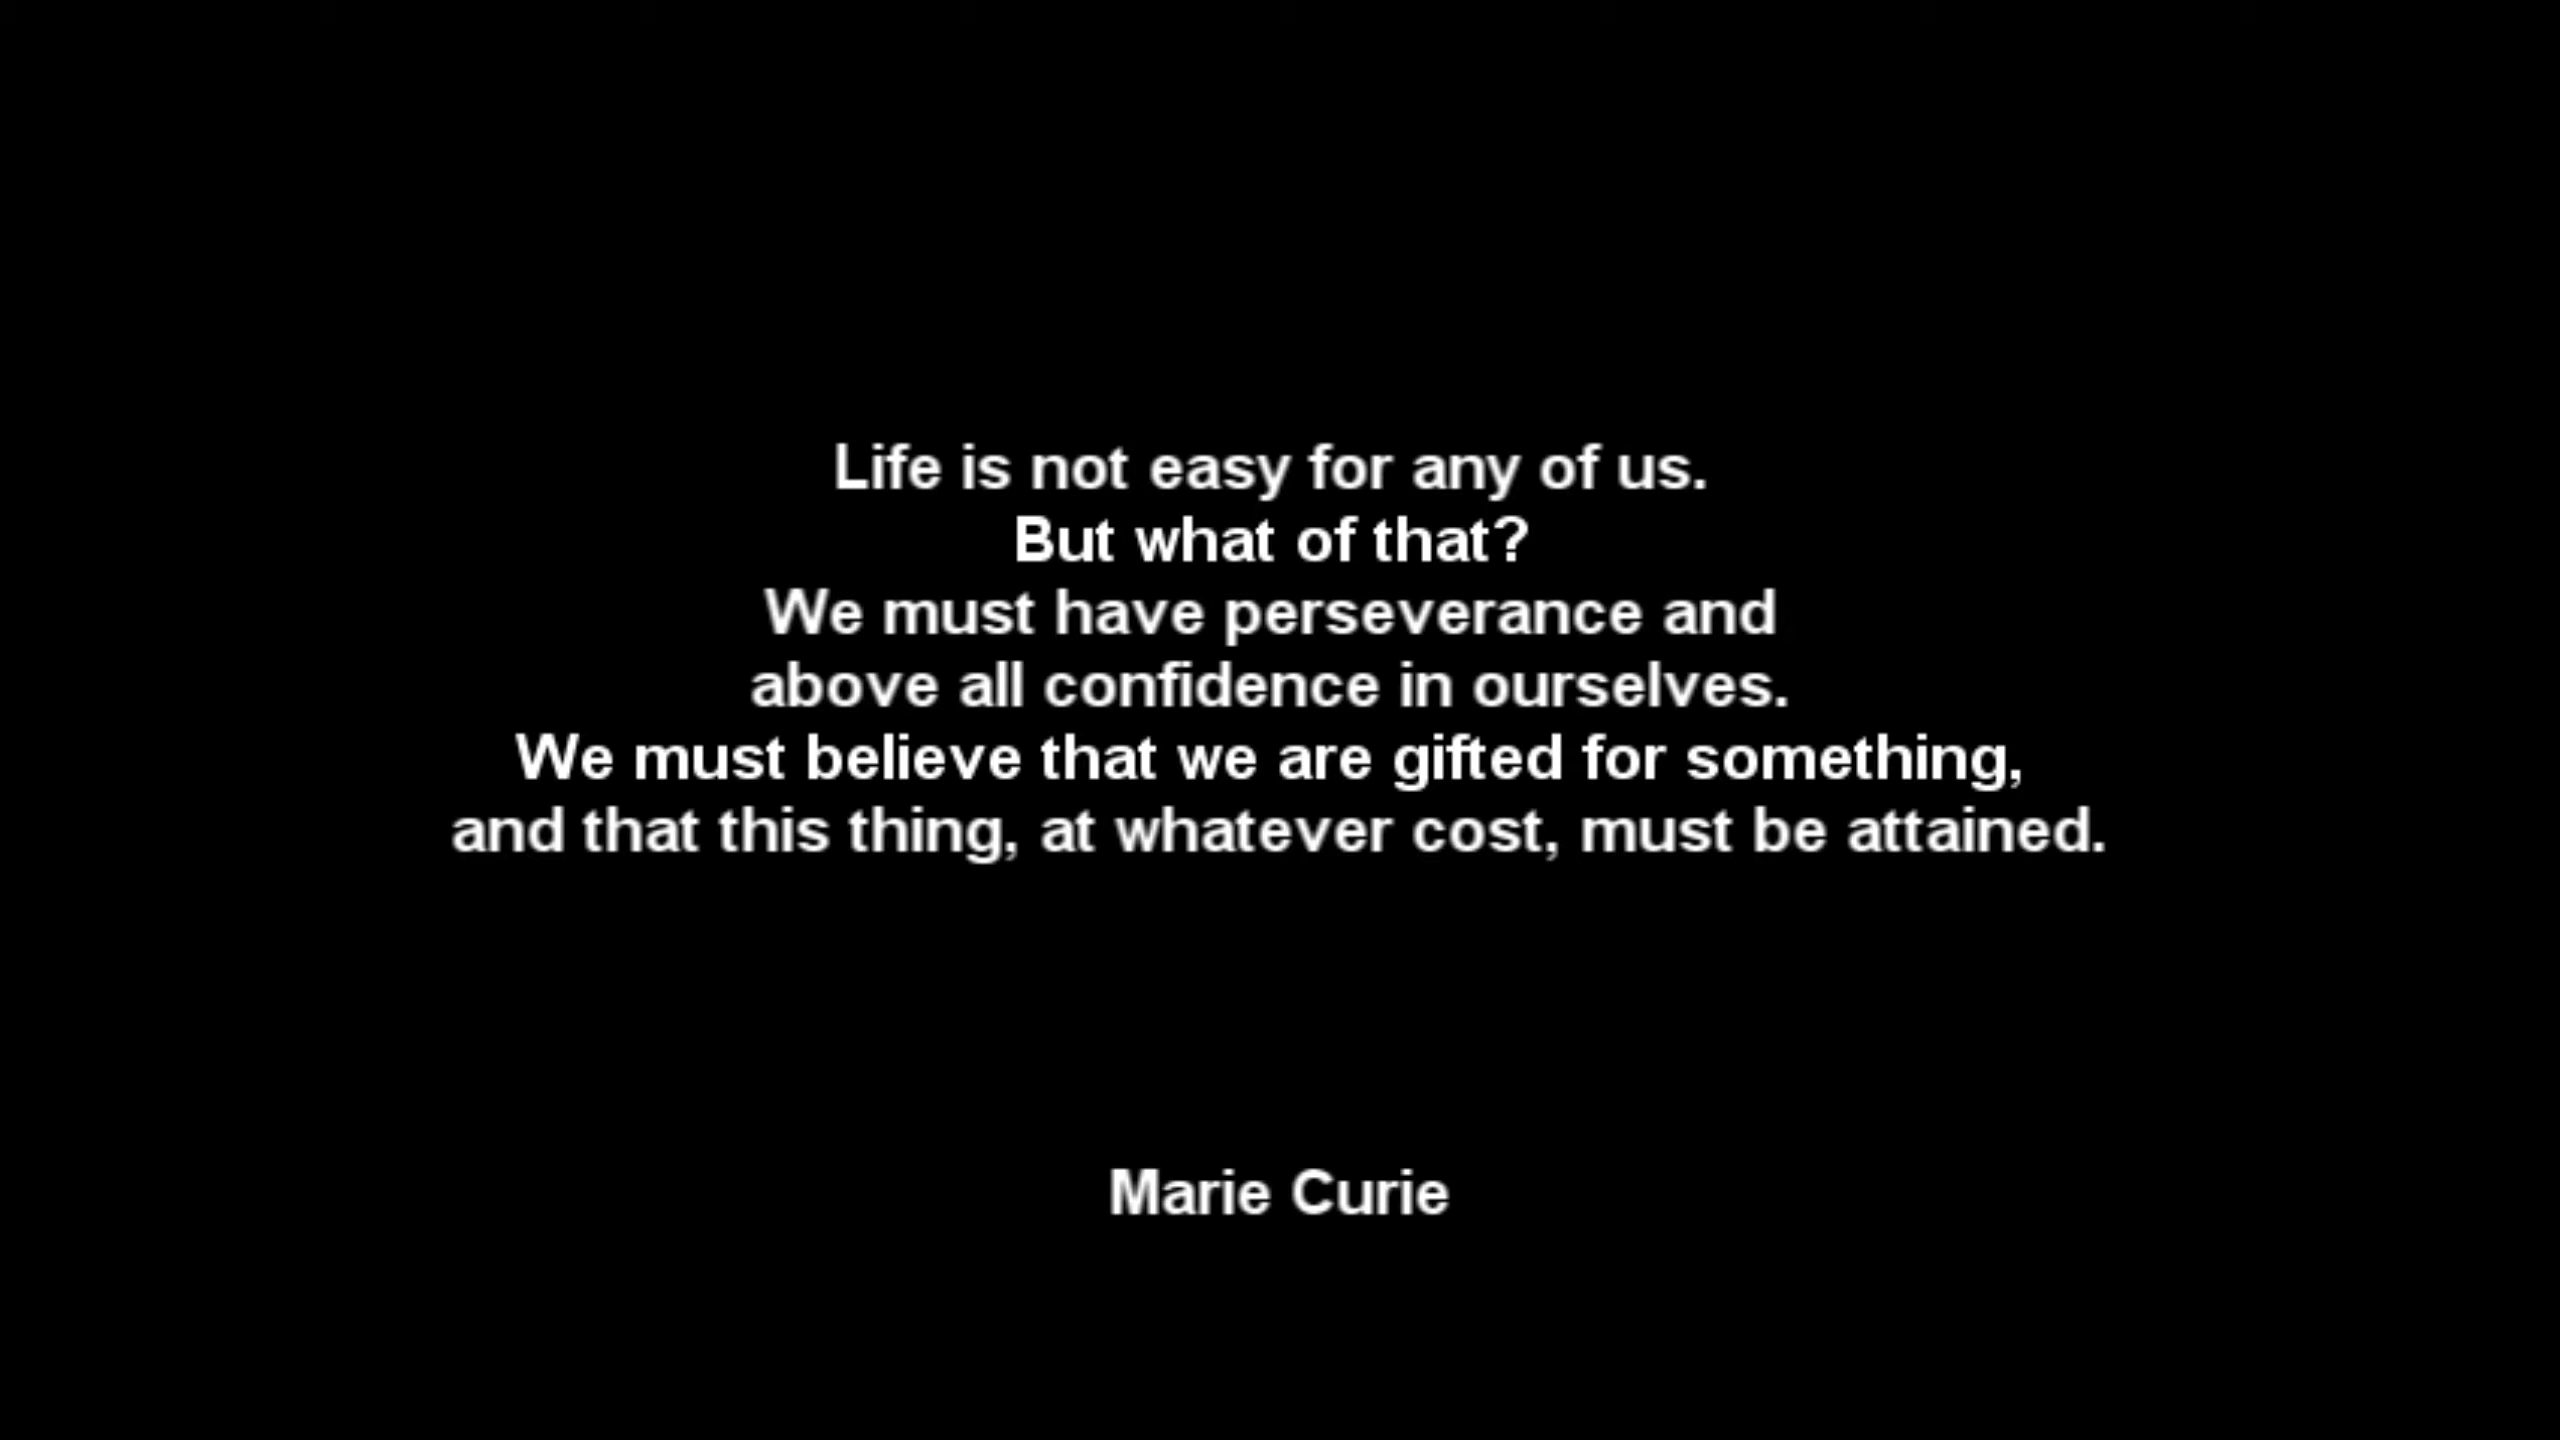 Life is not easy for any of us.
But what of that?
We must have perseverance and
above all confidence in ourselves.
We must believe that we are gifted for something,
and that this thing, at whatever cost, must be attained.
Marie Curie